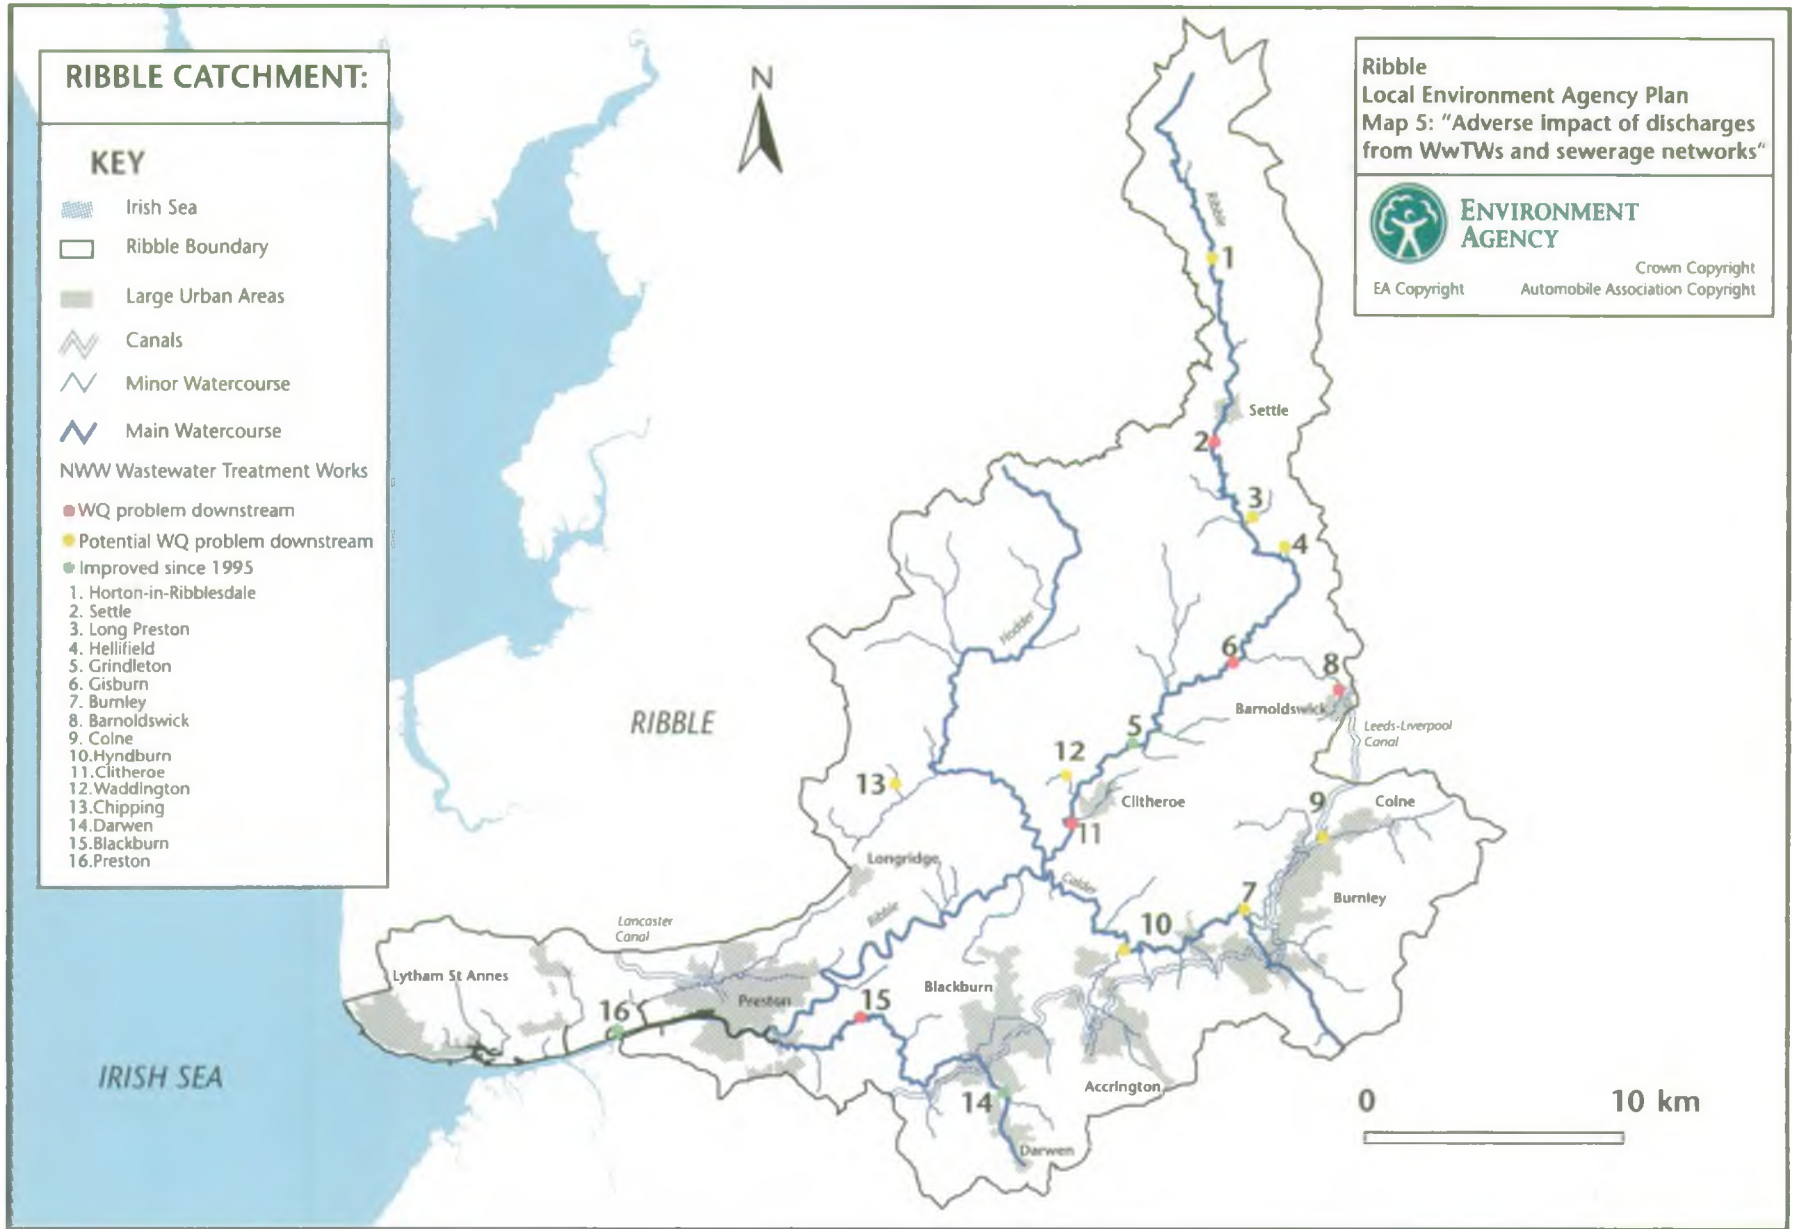 RIBBLE CATCHMENT:
KEY
Irish Sea
Ribble Boundary
Large Urban Areas
Canals
Minor Watercourse
Main Watercourse
NWW Wastewater Treatment Works
WQ problem downstream
Potential WQ problem downstream
Improved since 1995
1. Horton-in-Ribblesdale
2. Settle
3. Long Preston
4. Hellifield
5. Grindleton
6. Gisburn
7. Burnley
8. Barnoldswick
9. Colne
10.Hyndburn
11.Clitheroe
12.Waddington
13.Chipping
14.Darwen
15.Blackburn
16.Preston
N
Ribble
Local Environment Agency Plan
Map 5: "Adverse impact of discharges
from WwTWs and sewerage networks"
ENVIRONMENT
AGENCY
Crown Copyright
EA Copyright Automobile Association Copyright
Ribble
1
Settle
2
3
4
Hodder
6
8
RIBBLE
Barnoldswick
5
Leeds-Liverpool
Canal
12
13
Clitheroe
9
Colne
11
Longridge
Calder
7
Burnley
Ribble
10
Lancaster
Canal
Lytham St Annes
Blackburn
Preston
15
16
IRISH SEA
Accrington
14
Darwen
0 10 km